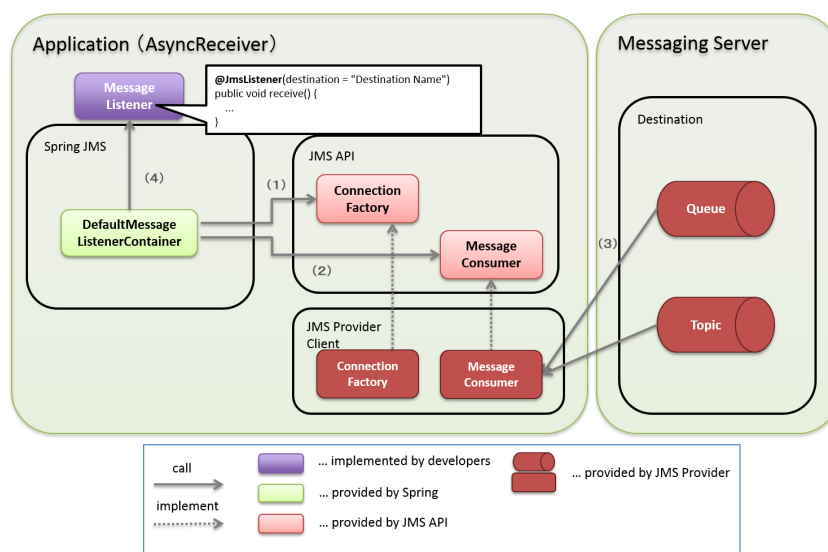 Application（AsyncReceiver）
Messaging Server
Message
Listener
@JmsListener(destination = "Destination Name")
public void receive() {
...
}
Spring JMS
(4)
DefaultMessage
ListenerContainer
(1)
(2)
JMS API
Connection
Factory
Message
Consumer
JMS Provider
Client
Connection
Factory
Message
Consumer
Destination
Queue
(3)
Topic
call
implement
... implemented by developers
... provided by Spring
... provided by JMS API
... provided by JMS Provider